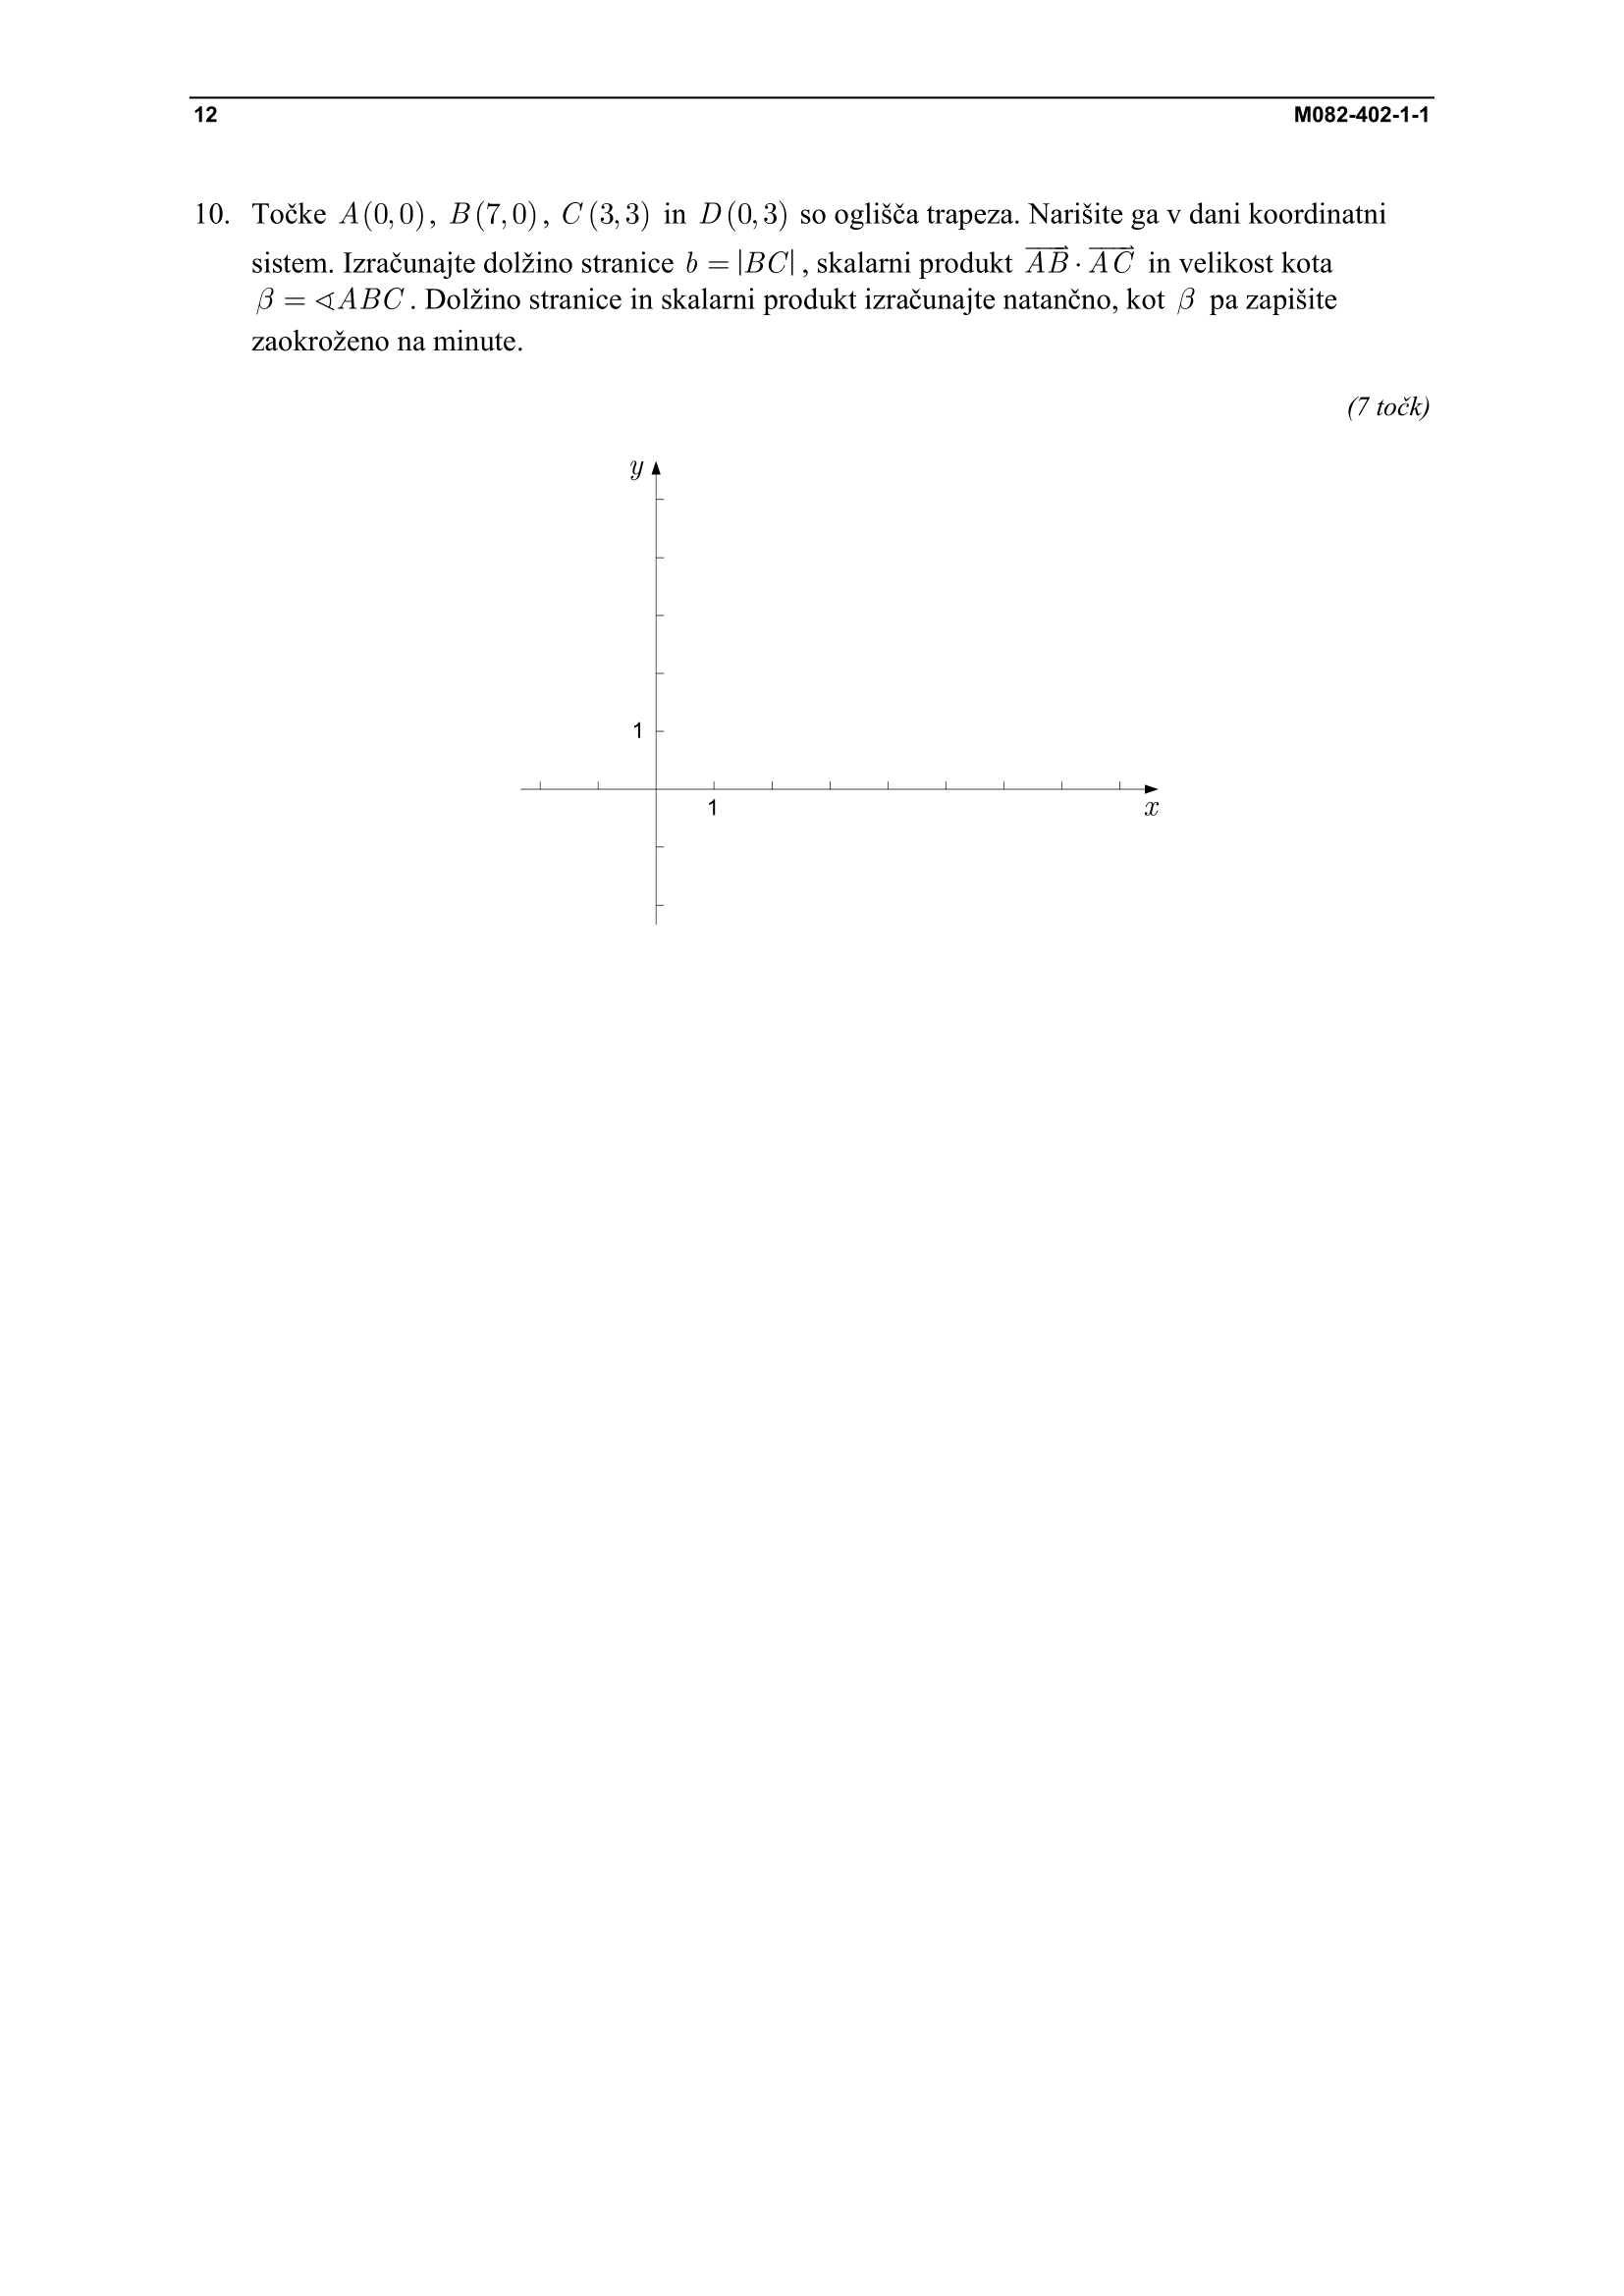 12 M082-402-1-1
10. Točke A(0,0), B(7,0), C(3,3) in D(0,3) so oglišča trapeza. Narišite ga v dani koordinatni
sistem. Izračunajte dolžino stranice b = |BC|, skalarni produkt \overrightarrow{AB} · \overrightarrow{AC} in velikost kota
β = ∢ABC. Dolžino stranice in skalarni produkt izračunajte natančno, kot β pa zapišite
zaokroženo na minute.
(7 točk)
y
1
1
x